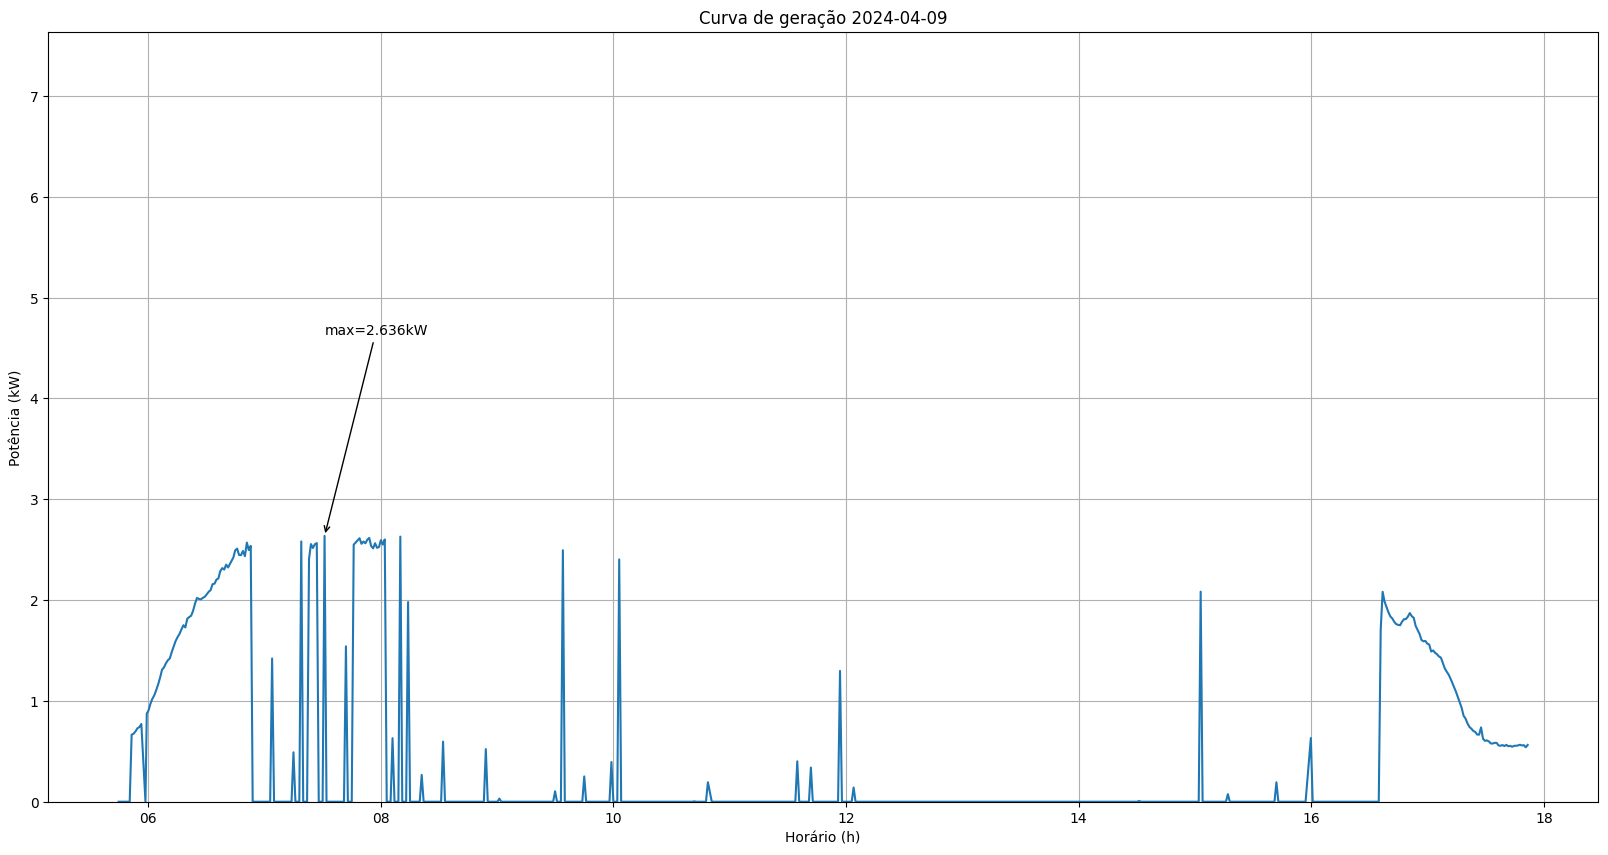 Curva de geração 2024-04-09
Potência (kW)
7
6
5
4
3
2
1
0
max=2.636kW
06 08 10 12 14 16 18
Horário (h)